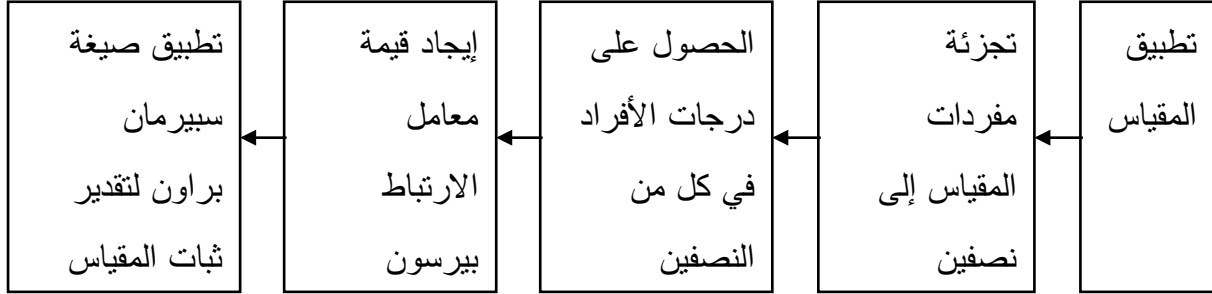 تطبيق
المقياس
تجزئة
مفردات
المقياس إلى
نصفين
الحصول على
درجات الأفراد
في كل من
النصفين
إيجاد قيمة
معامل
الارتباط
بيرسون
تطبيق صيغة
سبيرمان
براون لتقدير
ثبات المقياس